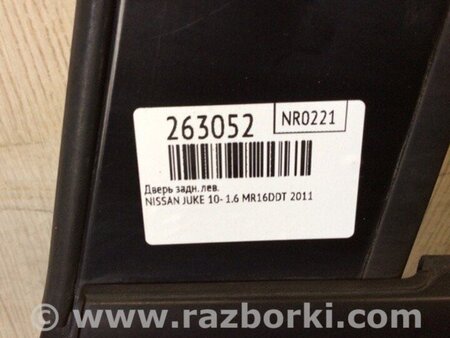 263052
NR0221
Дверь задн. лев.
NISSAN JUKE 10- 1.6 MR16DDT 2011
© www.razborki.com